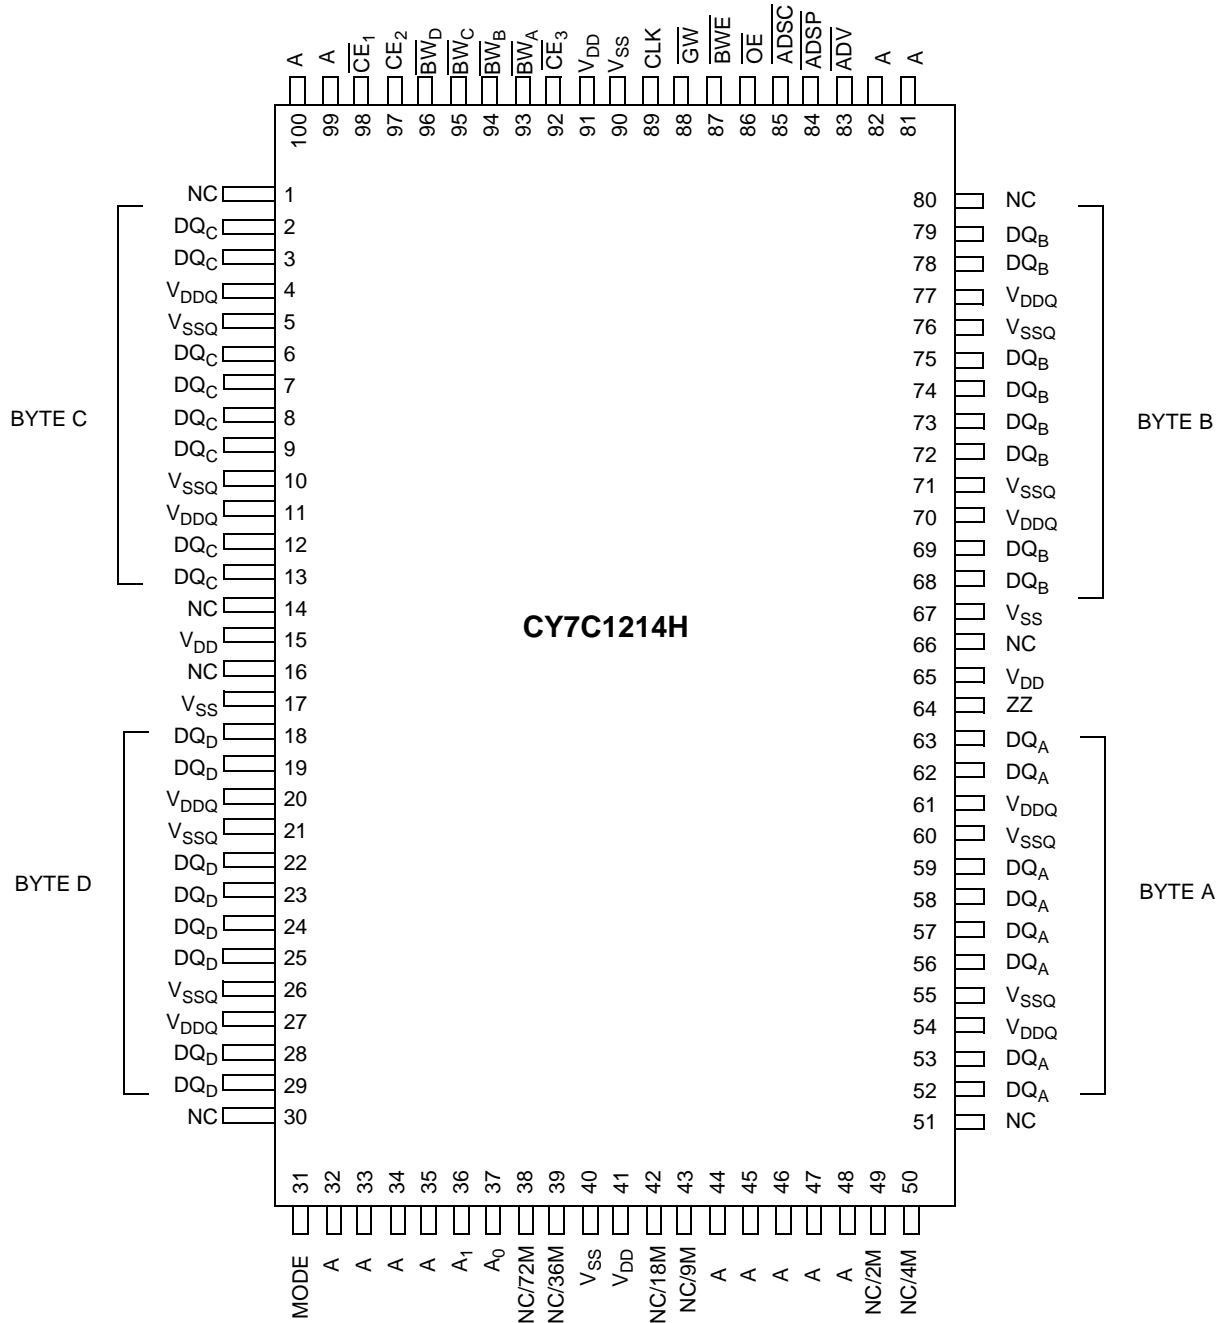 A
A
CE1
CE2
BWD
BWC
BWB
BWA
CE3
VDD
VSS
CLK
GW
BWE
OE
ADSC
ADSP
ADV
A
A
100
99
98
97
96
95
94
93
92
91
90
89
88
87
86
85
84
83
82
81
NC 1
DQC 2
DQC 3
VDDQ 4
VSSQ 5
DQC 6
DQC 7
DQC 8
DQC 9
VSSQ 10
VDDQ 11
DQC 12
DQC 13
NC 14
VDD 15
NC 16
VSS 17
DQD 18
DQD 19
VDDQ 20
VSSQ 21
DQD 22
DQD 23
DQD 24
DQD 25
VSSQ 26
VDDQ 27
DQD 28
DQD 29
NC 30
BYTE C
BYTE D
CY7C1214H
80 NC
79 DQB
78 DQB
77 VDDQ
76 VSSQ
75 DQB
74 DQB
73 DQB
72 DQB
71 VSSQ
70 VDDQ
69 DQB
68 DQB
67 VSS
66 NC
65 VDD
64 ZZ
63 DQA
62 DQA
61 VDDQ
60 VSSQ
59 DQA
58 DQA
57 DQA
56 DQA
55 VSSQ
54 VDDQ
53 DQA
52 DQA
51 NC
BYTE B
BYTE A
31
32
33
34
35
36
37
38
39
40
41
42
43
44
45
46
47
48
49
50
MODE
A
A
A
A
A1
A0
NC/72M
NC/36M
VSS
VDD
NC/18M
NC/9M
A
A
A
A
A
NC/2M
NC/4M